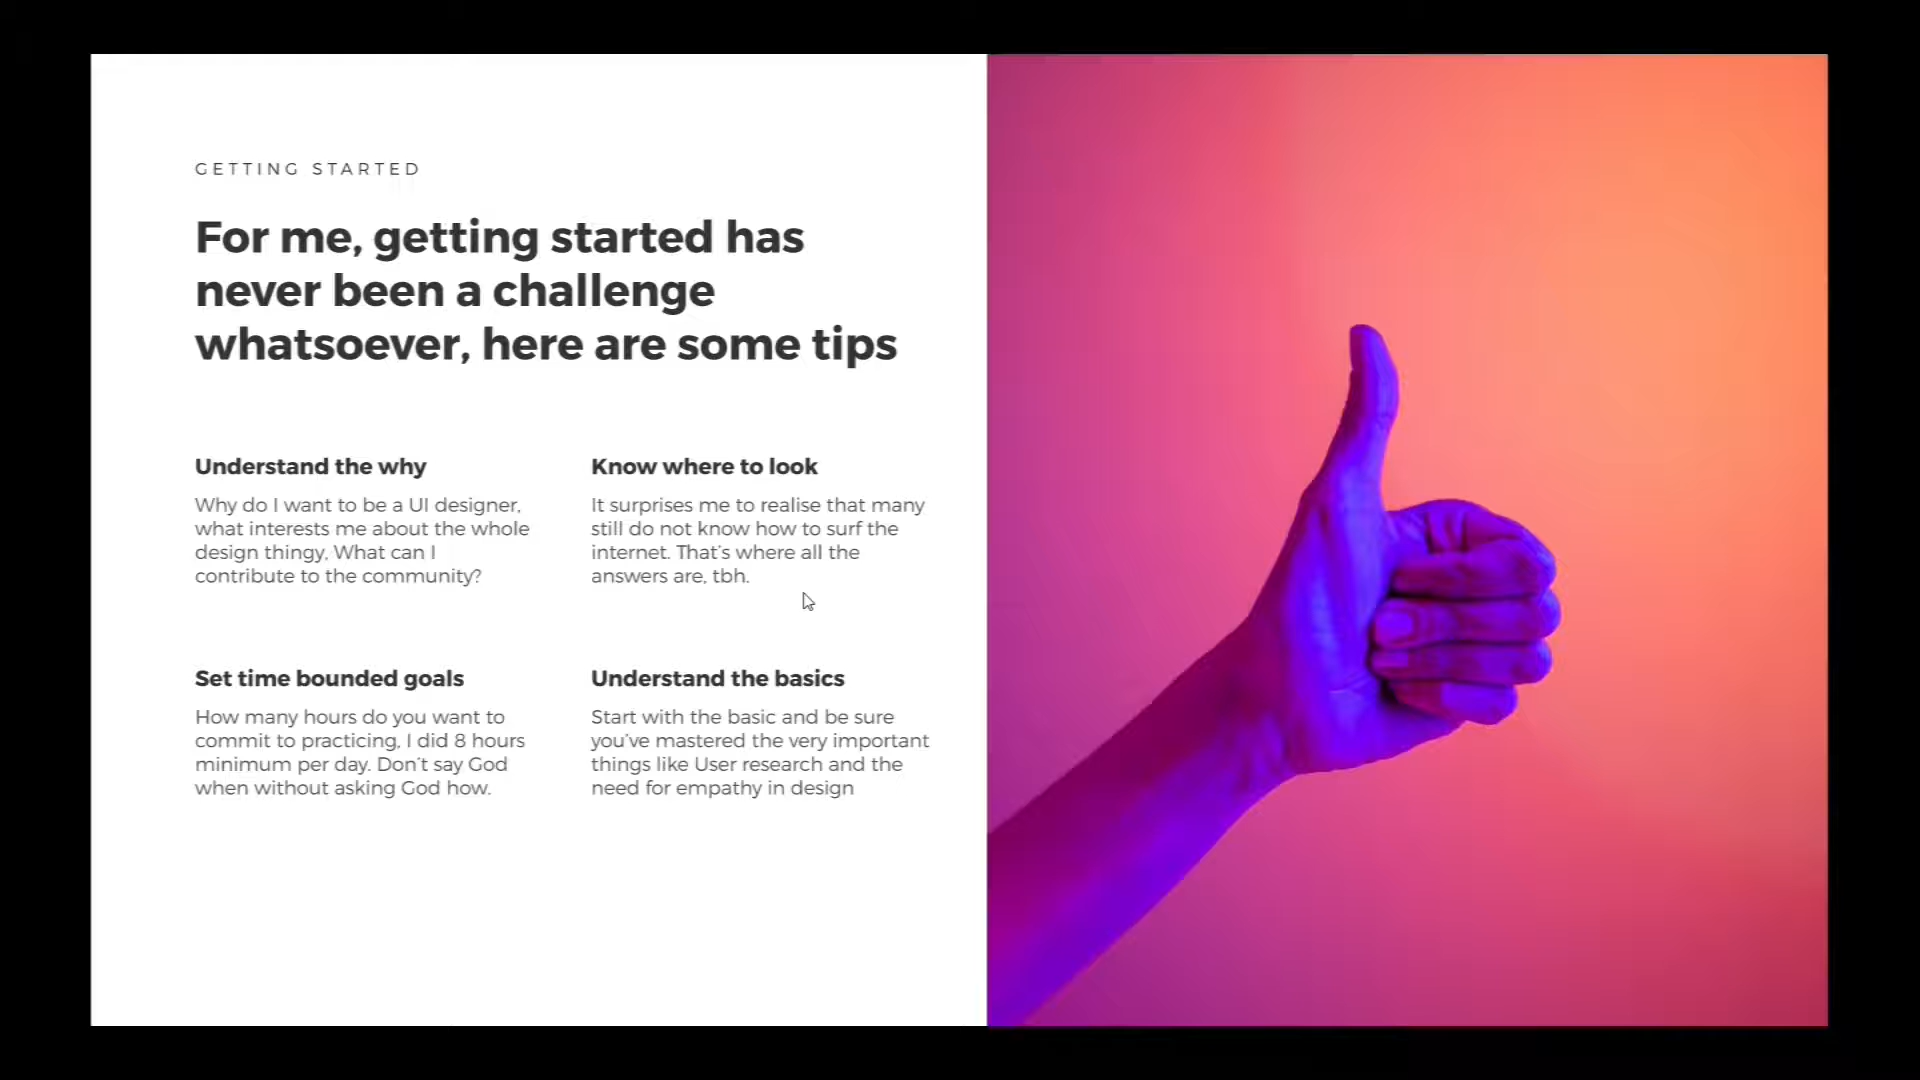 GETTING STARTED
For me, getting started has
never been a challenge
whatsoever, here are some tips
Understand the why
Why do I want to be a UI designer,
what interests me about the whole
design thingy, What can I
contribute to the community?
Know where to look
It surprises me to realise that many
still do not know how to surf the
internet. That's where all the
answers are, tbh.
Set time bounded goals
How many hours do you want to
commit to practicing, I did 8 hours
minimum per day. Don't say God
when without asking God how.
Understand the basics
Start with the basic and be sure
you've mastered the very important
things like User research and the
need for empathy in design